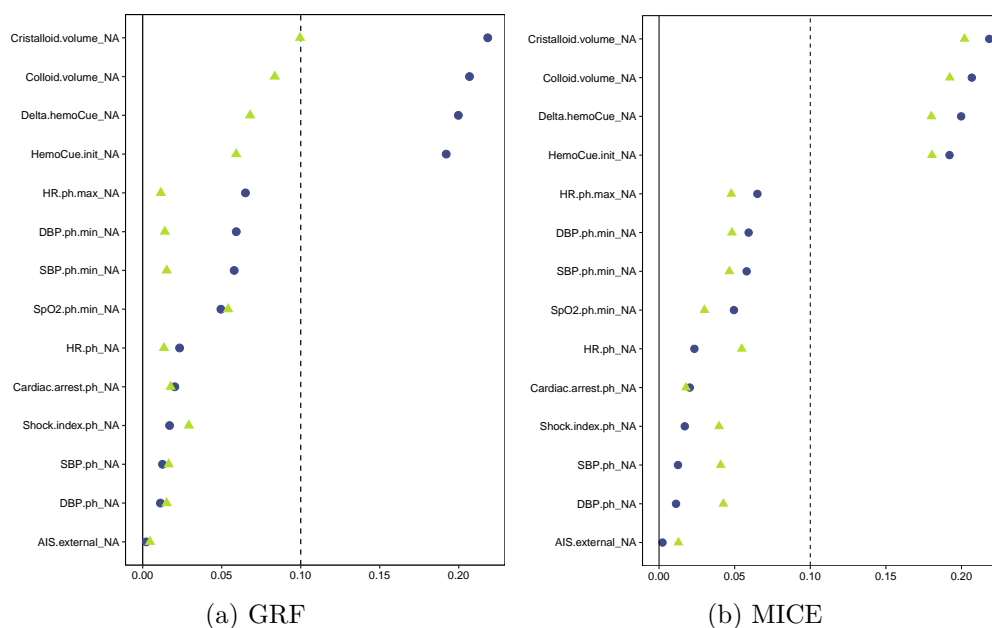 Cristalloid.volume_NA
Colloid.volume_NA
Delta.hemoCue_NA
HemoCue.init_NA
HR.ph.max_NA
DBP.ph.min_NA
SBP.ph.min_NA
SpO2.ph.min_NA
HR.ph_NA
Cardiac.arrest.ph_NA
Shock.index.ph_NA
SBP.ph_NA
DBP.ph_NA
AIS.external_NA
0.00 0.05 0.10 0.15 0.20
(a) GRF
Cristalloid.volume_NA
Colloid.volume_NA
Delta.hemoCue_NA
HemoCue.init_NA
HR.ph.max_NA
DBP.ph.min_NA
SBP.ph.min_NA
SpO2.ph.min_NA
HR.ph_NA
Cardiac.arrest.ph_NA
Shock.index.ph_NA
SBP.ph_NA
DBP.ph_NA
AIS.external_NA
0.00 0.05 0.10 0.15 0.20
(b) MICE